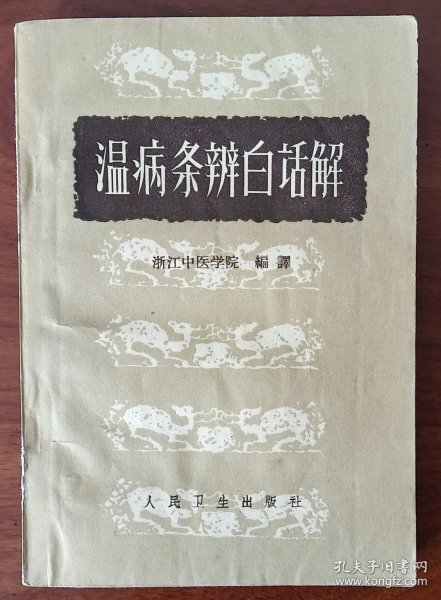 温病条辨白话解
浙江中医学院 編譯
人民卫生出版社
孔夫子旧书网
www.kongfz.com